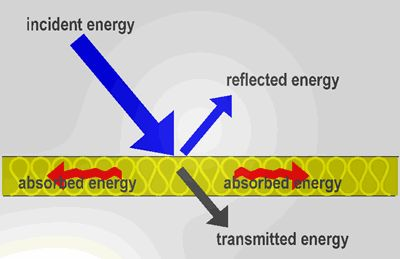 incident energy
reflected energy
absorbed energy
absorbed energy
transmitted energy